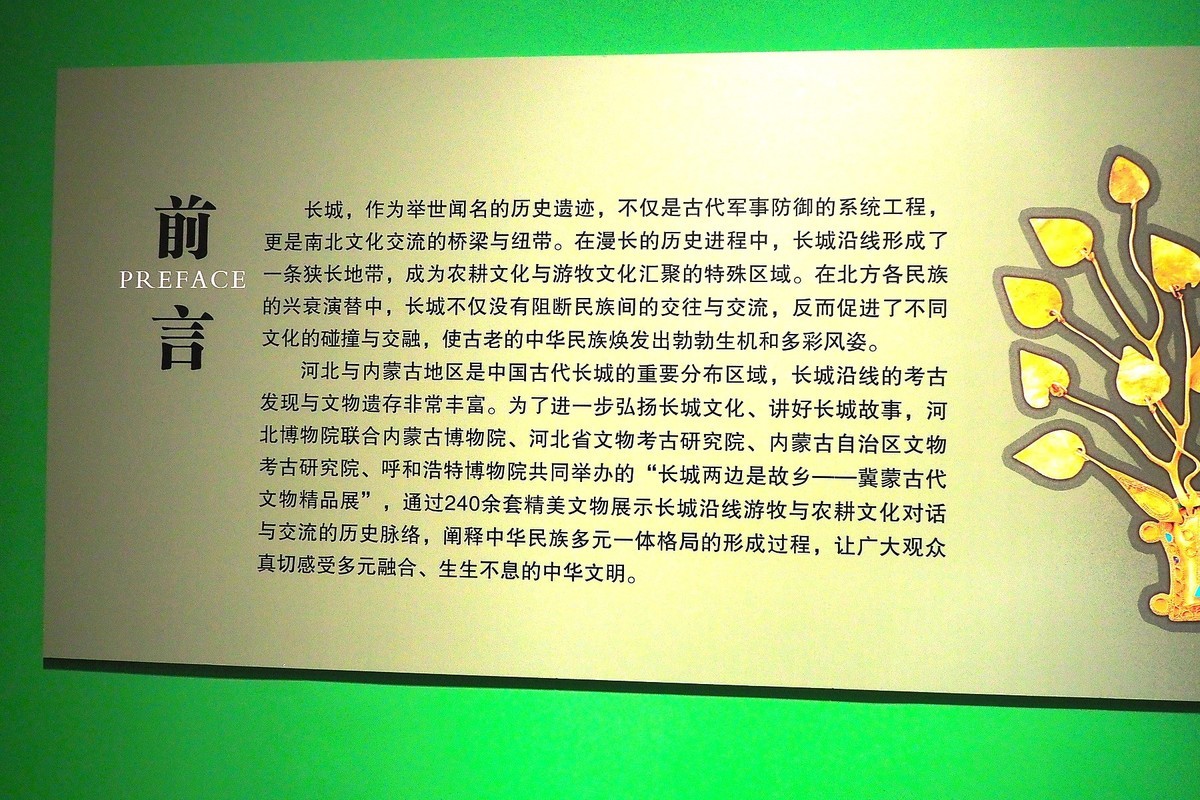 前言
PREFACE
长城，作为举世闻名的历史遗迹，不仅是古代军事防御的系统工程，
更是南北文化交流的桥梁与纽带。在漫长的历史进程中，长城沿线形成了
一条狭长地带，成为农耕文化与游牧文化汇聚的特殊区域。在北方各民族
的兴衰演替中，长城不仅没有阻断民族间的交往与交流，反而促进了不同
文化的碰撞与交融，使古老的中华民族焕发出勃勃生机和多彩风姿。
河北与内蒙古地区是中国古代长城的重要分布区域，长城沿线的考古
发现与文物遗存非常丰富。为了进一步弘扬长城文化、讲好长城故事，河
北博物院联合内蒙古博物院、河北省文物考古研究院、内蒙古自治区文物
考古研究院、呼和浩特博物院共同举办的“长城两边是故乡——冀蒙古代
文物精品展”，通过240余套精美文物展示长城沿线游牧与农耕文化对话
与交流的历史脉络，阐释中华民族多元一体格局的形成过程，让广大观众
真切感受多元融合、生生不息的中华文明。